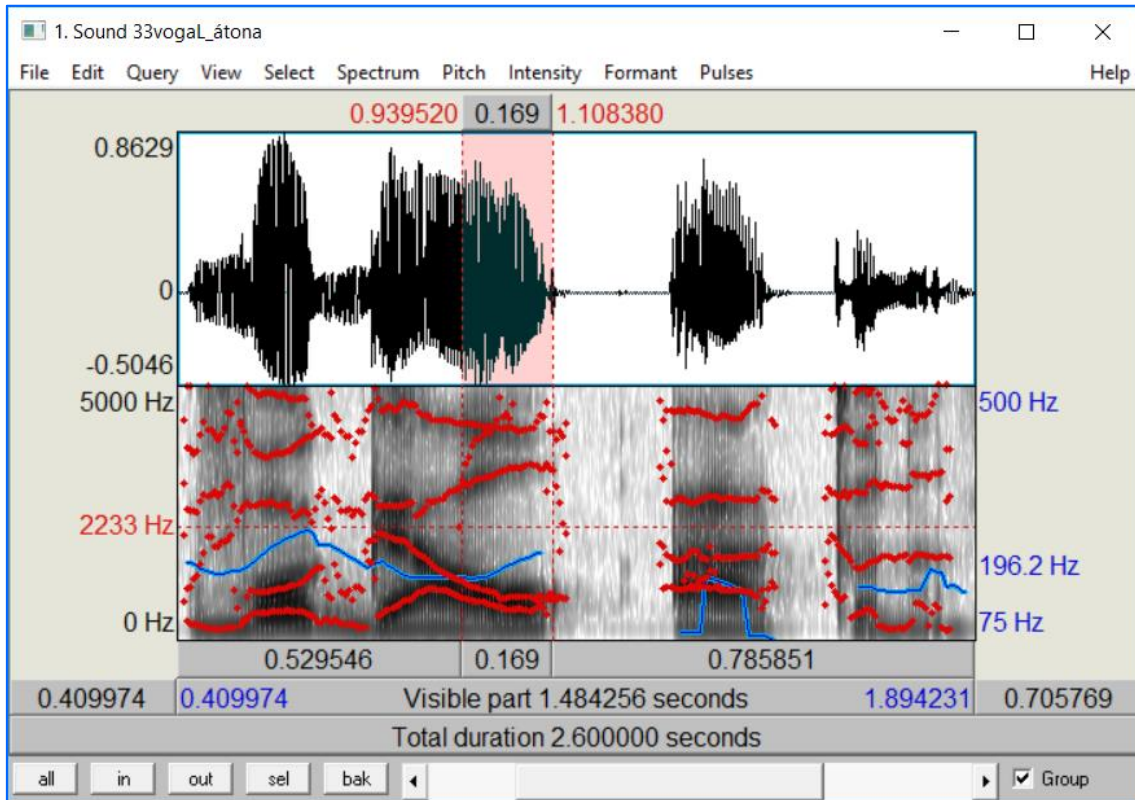 1. Sound 33vogaL_átona
File Edit Query View Select Spectrum Pitch Intensity Formant Pulses Help
0.939520 0.169 1.108380
0.8629
0
-0.5046
5000 Hz 500 Hz
2233 Hz
196.2 Hz
0 Hz 75 Hz
0.529546 0.169 0.785851
0.409974 0.409974 Visible part 1.484256 seconds 1.894231 0.705769
Total duration 2.600000 seconds
all in out sel bak Group